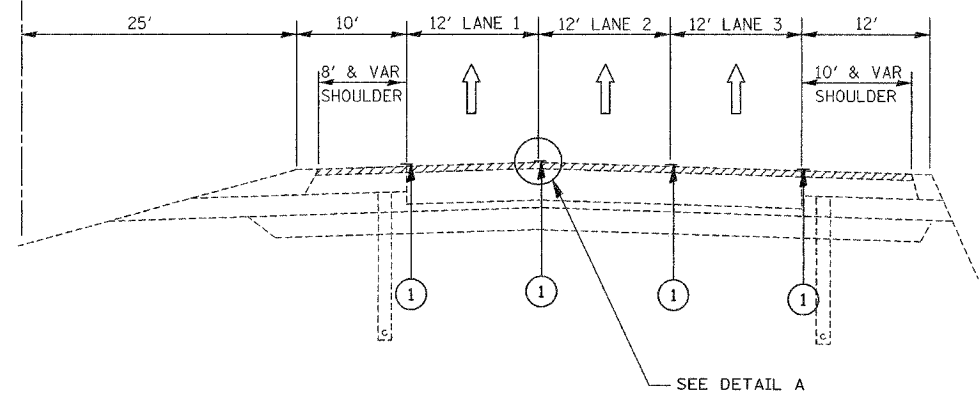 25' 10' 12' LANE 1 12' LANE 2 12' LANE 3 12'
8' & VAR 10' & VAR
SHOULDER SHOULDER
1 1 1 1
C C
SEE DETAIL A